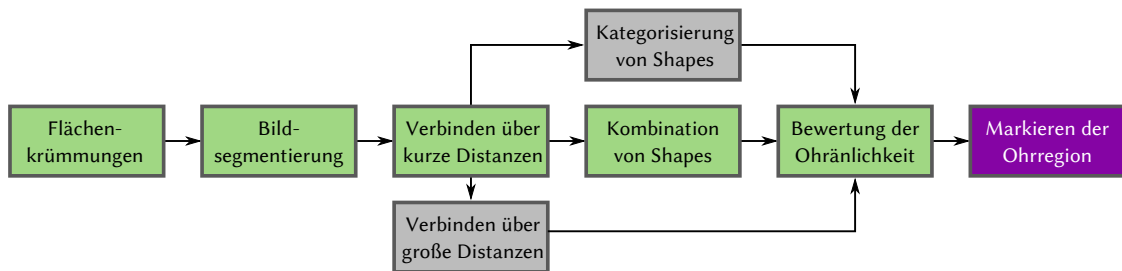 Kategorisierung
von Shapes
Flächen-
krümmungen
Bild-
segmentierung
Verbinden über
kurze Distanzen
Kombination
von Shapes
Bewertung der
Ohränlichkeit
Markieren der
Ohrregion
Verbinden über
große Distanzen